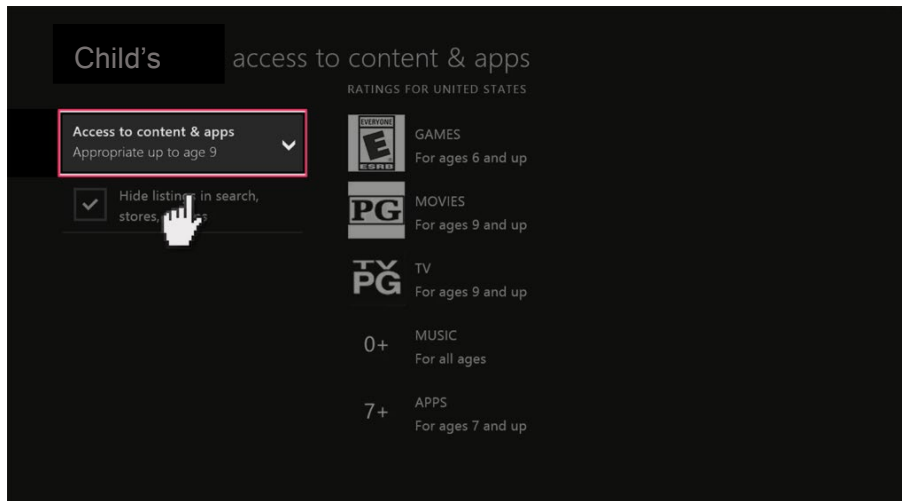 Child's access to content & apps
RATINGS FOR UNITED STATES
Access to content & apps
Appropriate up to age 9
Hide listings in search,
stores,
EVERYONE
E
ESRB
GAMES
For ages 6 and up
PG
MOVIES
For ages 9 and up
TV
PG
TV
For ages 9 and up
0+
MUSIC
For all ages
7+
APPS
For ages 7 and up